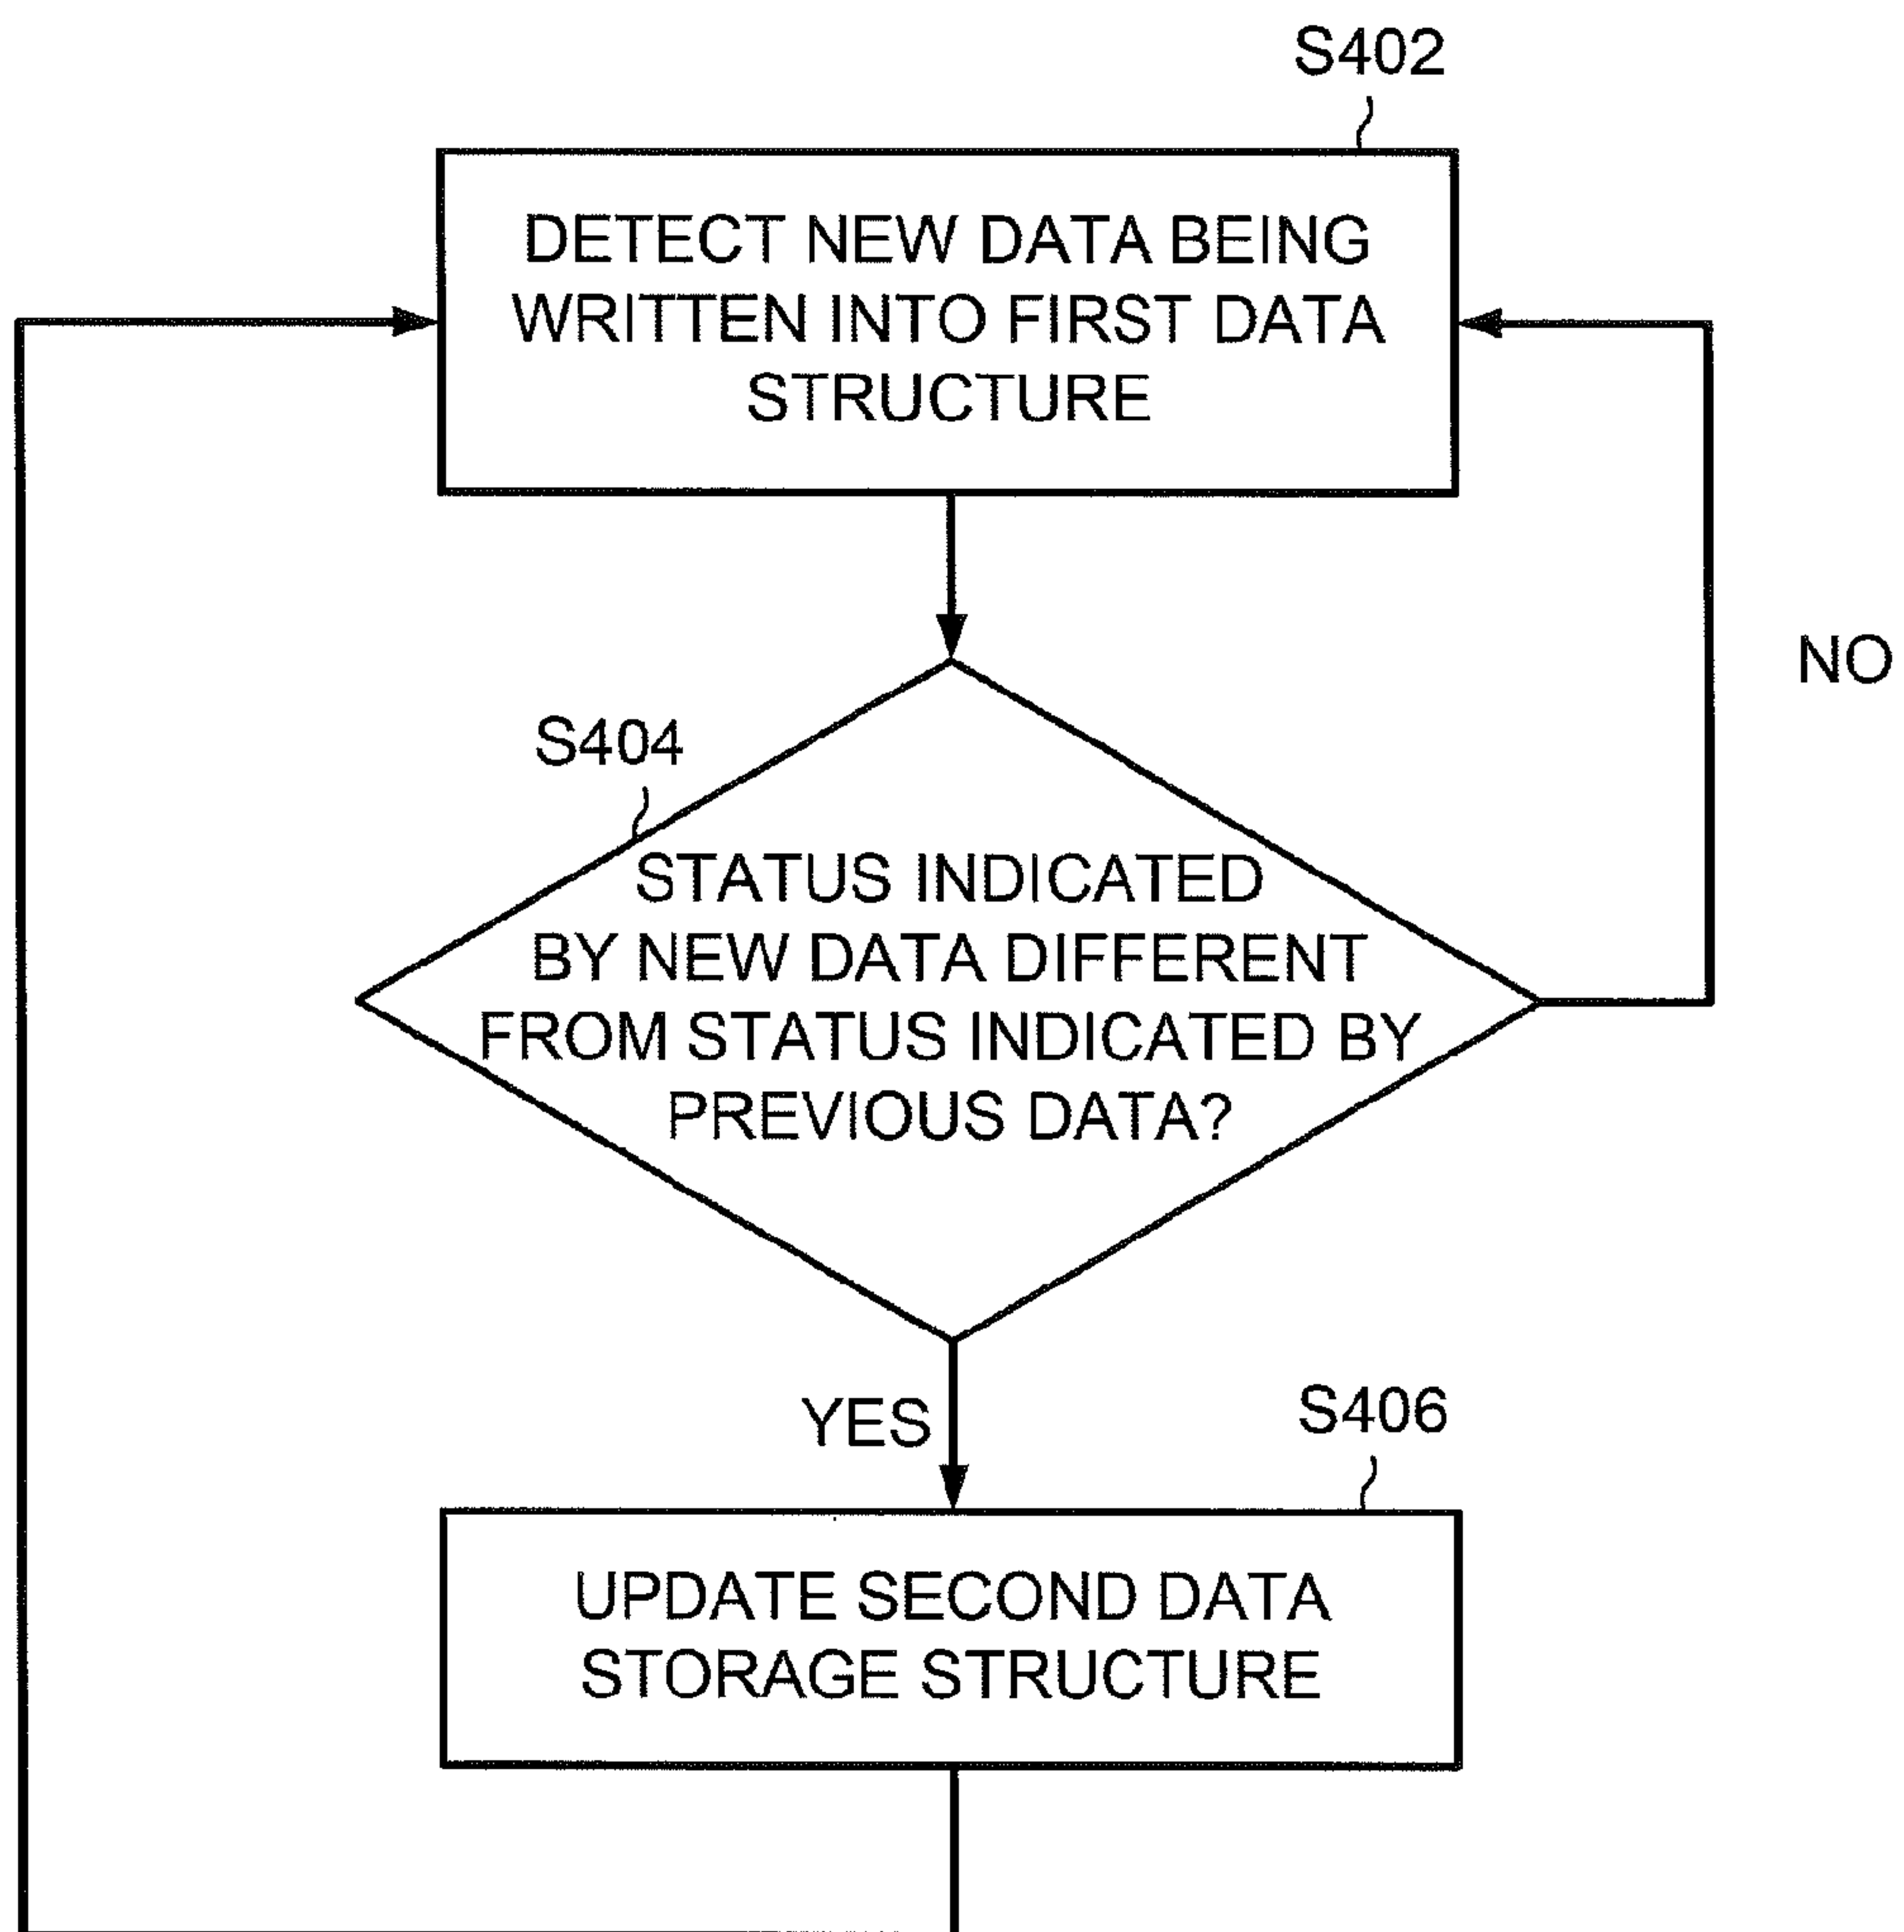 S402
DETECT NEW DATA BEING
WRITTEN INTO FIRST DATA
STRUCTURE
NO
S404
STATUS INDICATED
BY NEW DATA DIFFERENT
FROM STATUS INDICATED BY
PREVIOUS DATA?
YES
S406
UPDATE SECOND DATA
STORAGE STRUCTURE